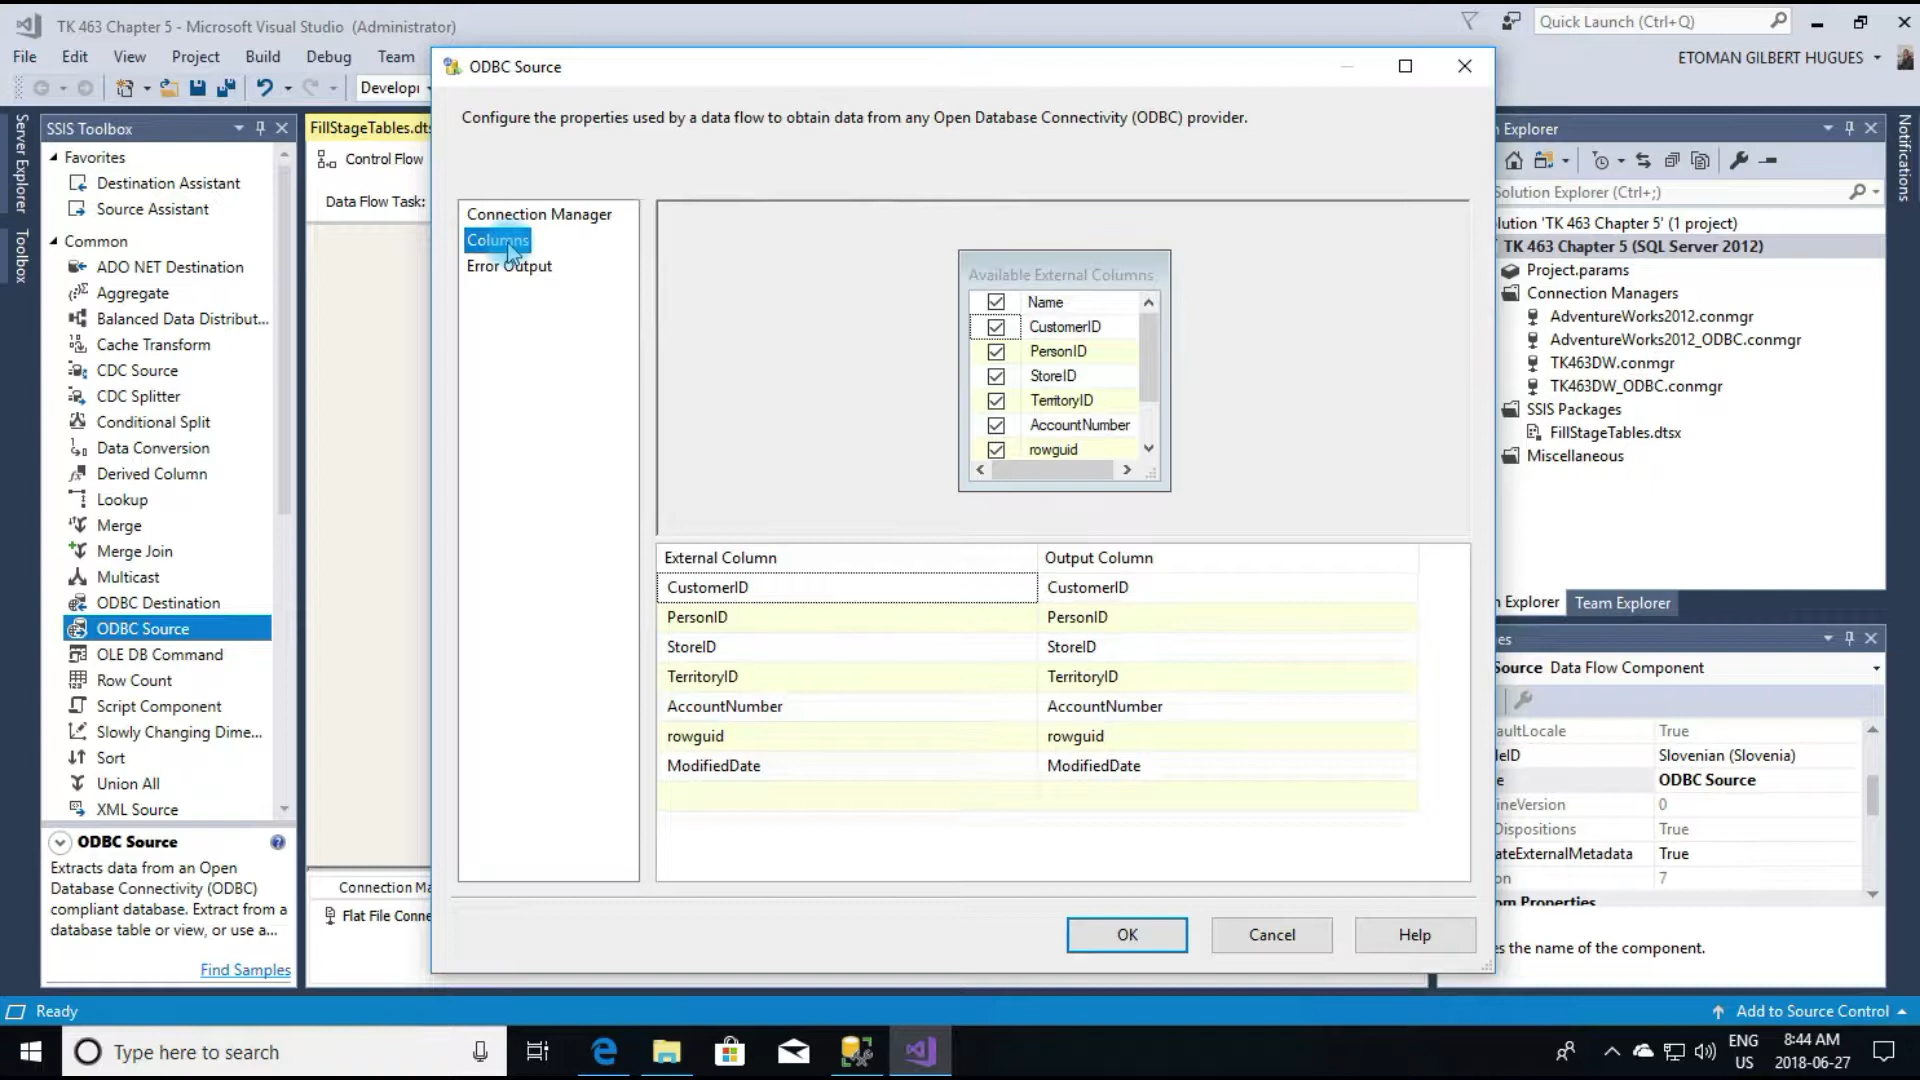 TK 463 Chapter 5 - Microsoft Visual Studio (Administrator)
Quick Launch (Ctrl+Q)
File Edit View Project Build Debug Team
ETOMAN GILBERT HUGUES
Develop
ODBC Source
Configure the properties used by a data flow to obtain data from any Open Database Connectivity (ODBC) provider.
Server Explorer
Toolbox
SSIS Toolbox
Favorites
Destination Assistant
Source Assistant
Common
ADO NET Destination
Aggregate
Balanced Data Distribut...
Cache Transform
CDC Source
CDC Splitter
Conditional Split
Data Conversion
Derived Column
Lookup
Merge
Merge Join
Multicast
ODBC Destination
ODBC Source
OLE DB Command
Row Count
Script Component
Slowly Changing Dime...
Sort
Union All
XML Source
ODBC Source
Extracts data from an Open
Database Connectivity (ODBC)
compliant database. Extract from a
database table or view, or use a...
Find Samples
FillStageTables.dts
Control Flow
Data Flow Task:
Connection Ma
Flat File Conne
Connection Manager
Columns
Error Output
Available External Columns
Name
CustomerID
PersonID
StoreID
TerritoryID
AccountNumber
rowguid
External Column Output Column
CustomerID CustomerID
PersonID PersonID
StoreID StoreID
TerritoryID TerritoryID
AccountNumber AccountNumber
rowguid rowguid
ModifiedDate ModifiedDate
OK Cancel Help
n Explorer
Solution Explorer (Ctrl+;)
lution 'TK 463 Chapter 5' (1 project)
TK 463 Chapter 5 (SQL Server 2012)
Project.params
Connection Managers
AdventureWorks2012.conmgr
AdventureWorks2012_ODBC.conmgr
TK463DW.conmgr
TK463DW_ODBC.conmgr
SSIS Packages
FillStageTables.dtsx
Miscellaneous
n Explorer Team Explorer
Notifications
es
Source Data Flow Component
aultLocale True
eID Slovenian (Slovenia)
e ODBC Source
ineVersion 0
Dispositions True
ateExternalMetadata True
on 7
om Properties
es the name of the component.
Ready
Add to Source Control
Type here to search
ENG
US
8:44 AM
2018-06-27